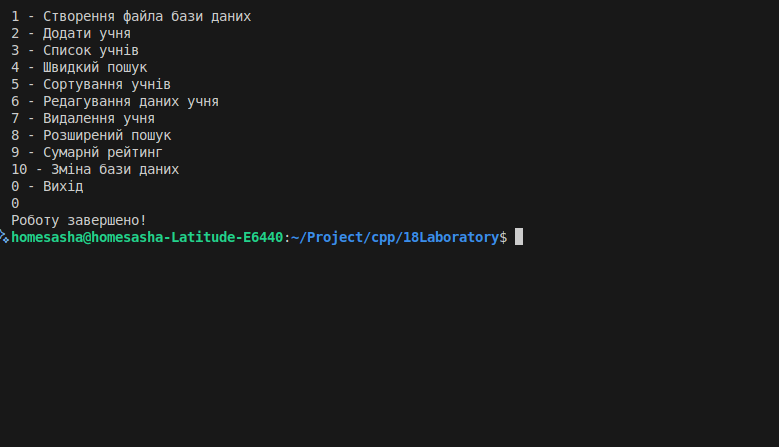 1 - Створення файла бази даних
2 - Додати учня
3 - Список учнів
4 - Швидкий пошук
5 - Сортування учнів
6 - Редагування даних учня
7 - Видалення учня
8 - Розширений пошук
9 - Сумарнй рейтинг
10 - Зміна бази даних
0 - Вихід
0
Роботу завершено!
homesasha@homesasha-Latitude-E6440:~/Project/cpp/18Laboratory$